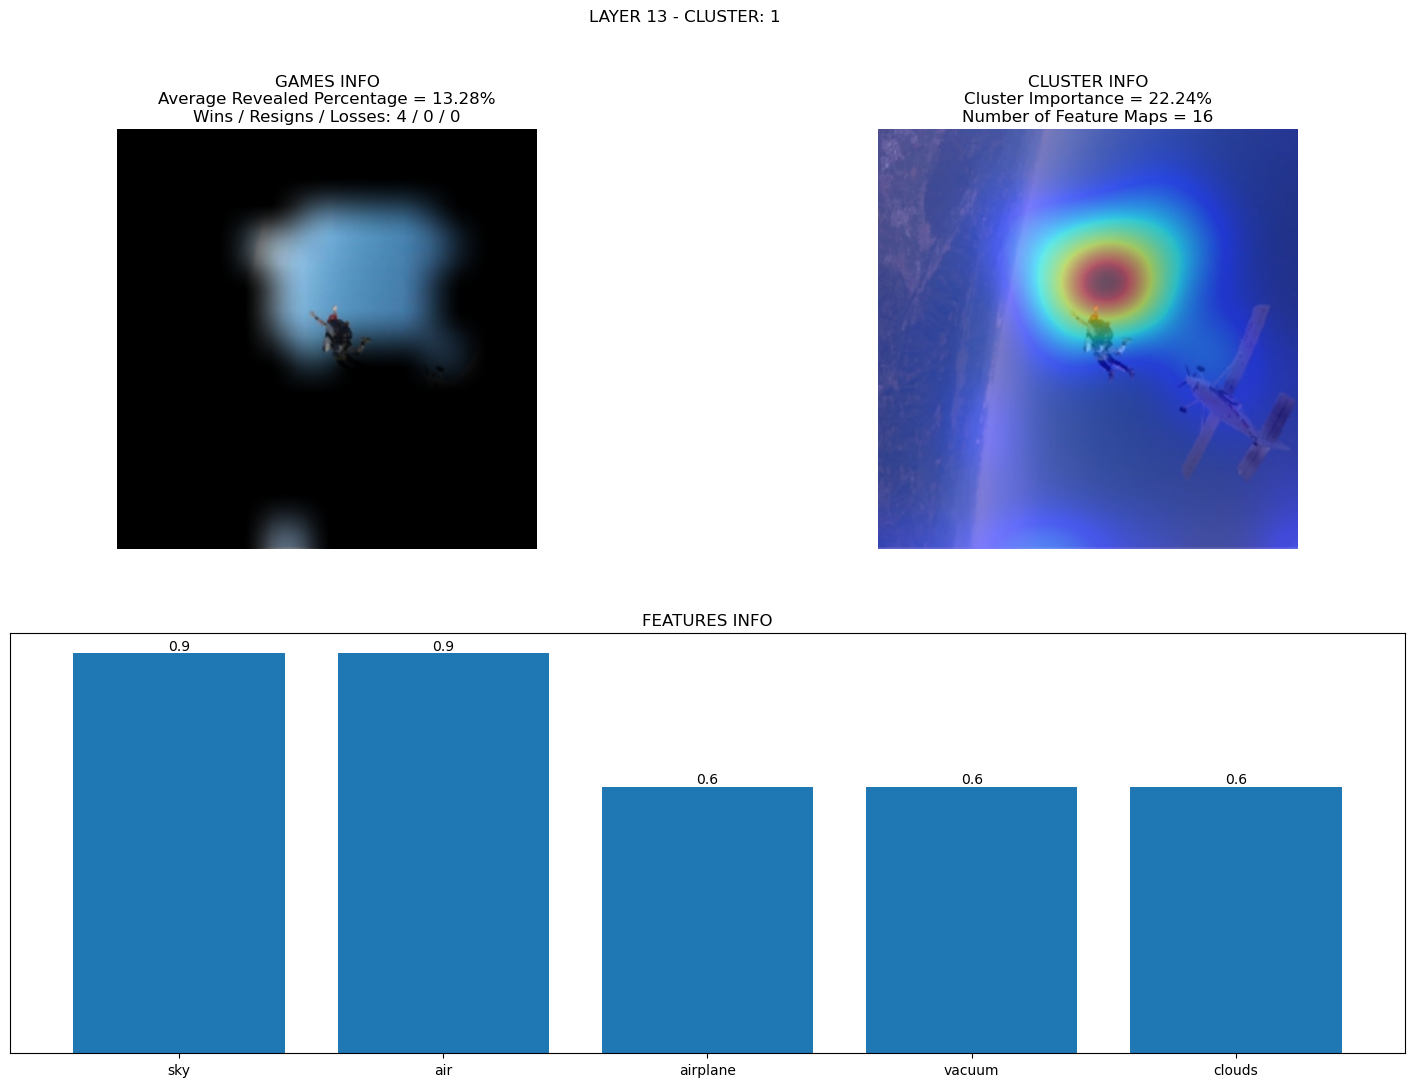 LAYER 13 - CLUSTER: 1
GAMES INFO
Average Revealed Percentage = 13.28%
Wins / Resigns / Losses: 4 / 0 / 0
CLUSTER INFO
Cluster Importance = 22.24%
Number of Feature Maps = 16
FEATURES INFO
0.9 0.9 0.6 0.6 0.6
sky air airplane vacuum clouds